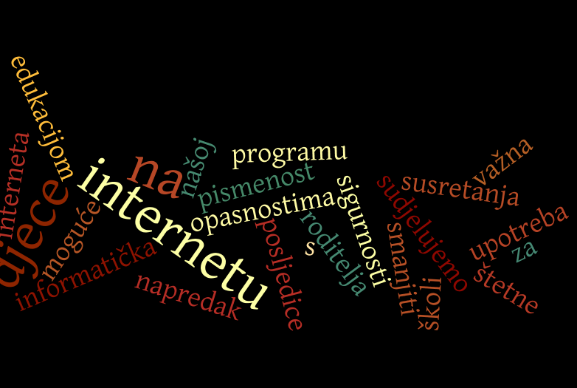 edukacijom
interneta
djece
moguće
informatička
internetu
na
našoj
programu
pismenost
opasnostima
napredak
posljedice
s
roditelja
sigurnosti
sudjelujemo
susretanja
važna
smanjiti
školi
upotreba
za
štetne